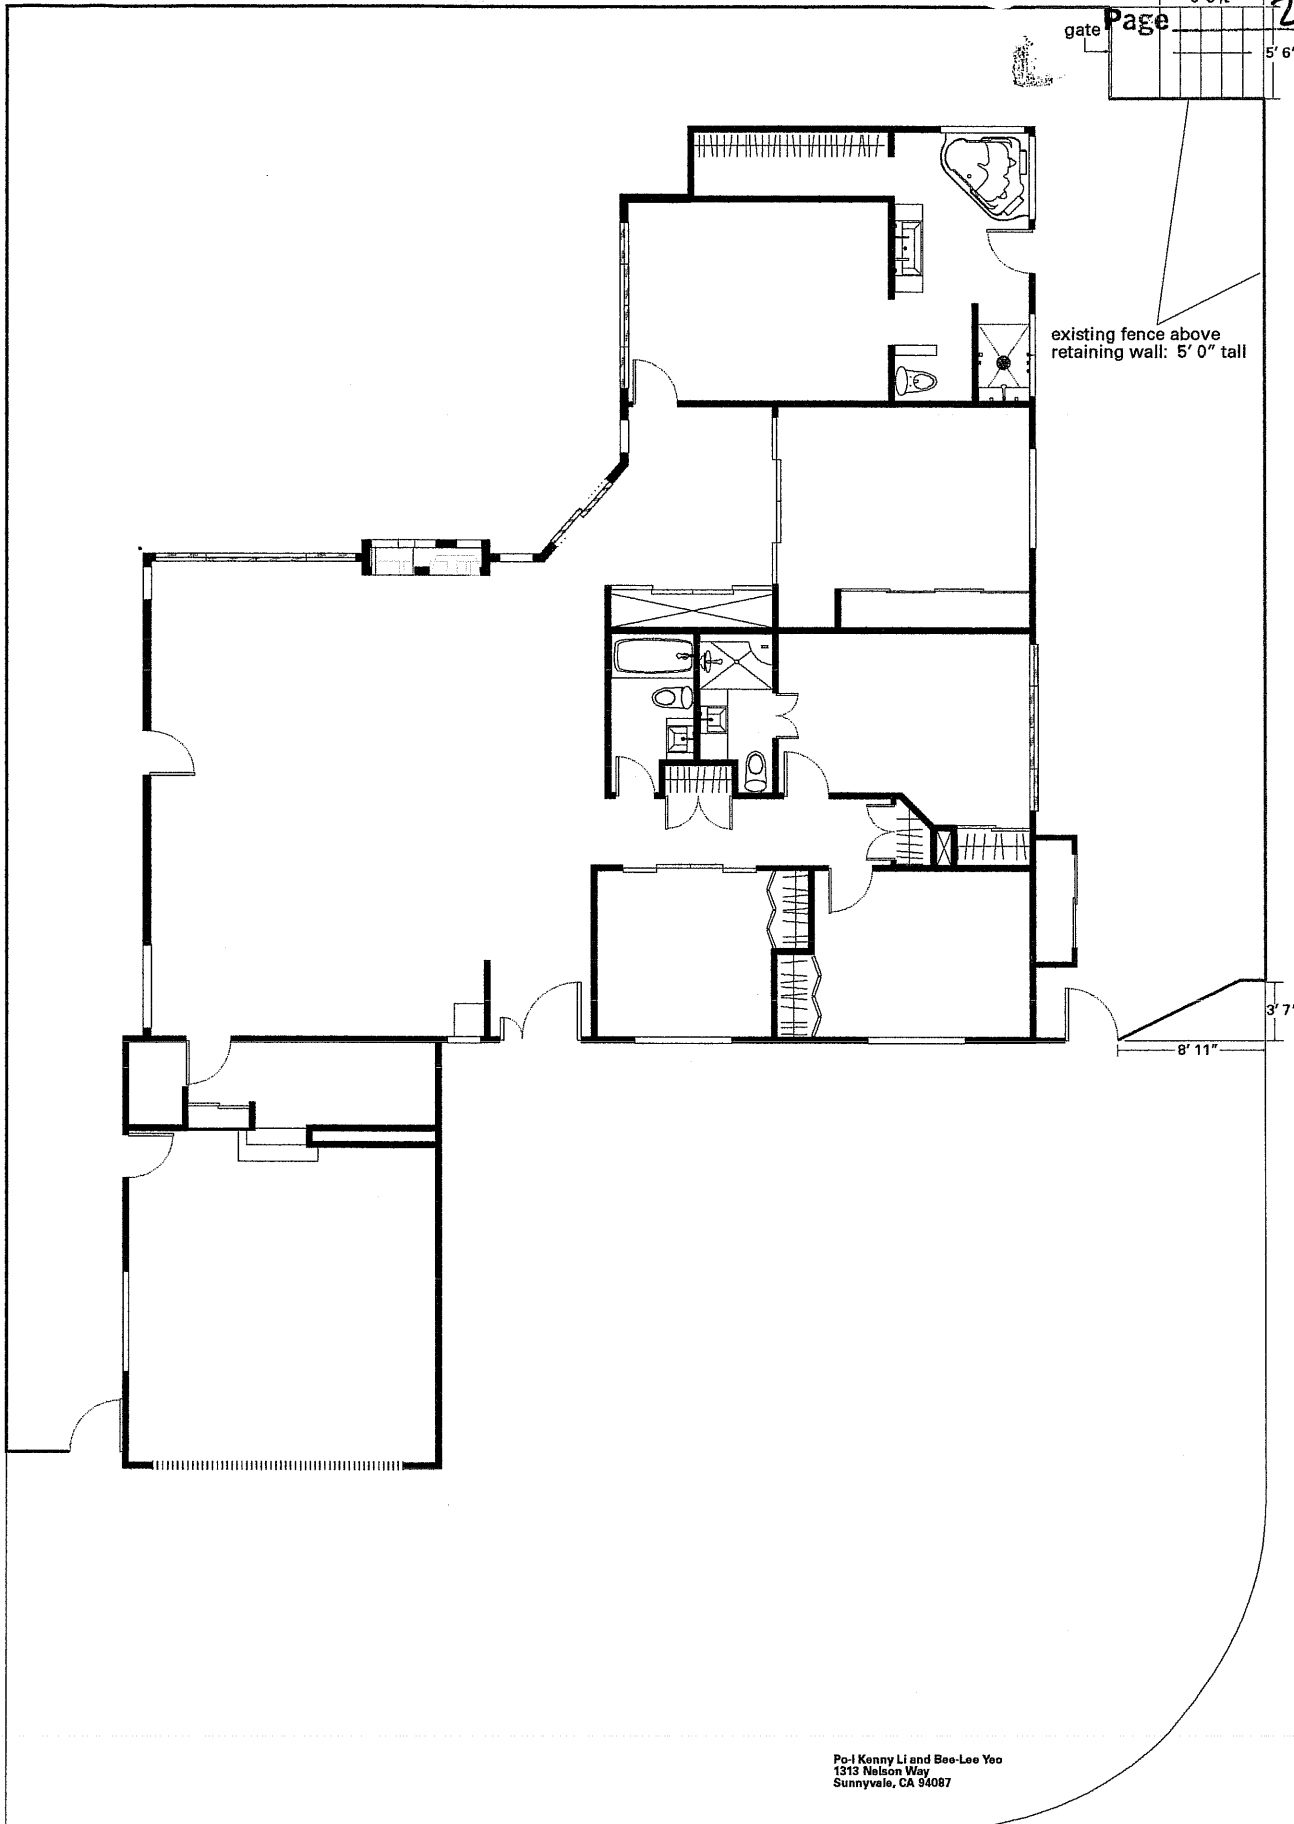 Page 2
gate
5' 6"
existing fence above
retaining wall: 5' 0" tall
3' 7"
8' 11"
Po-I Kenny Li and Bee-Lee Yeo
1313 Nelson Way
Sunnyvale, CA 94087